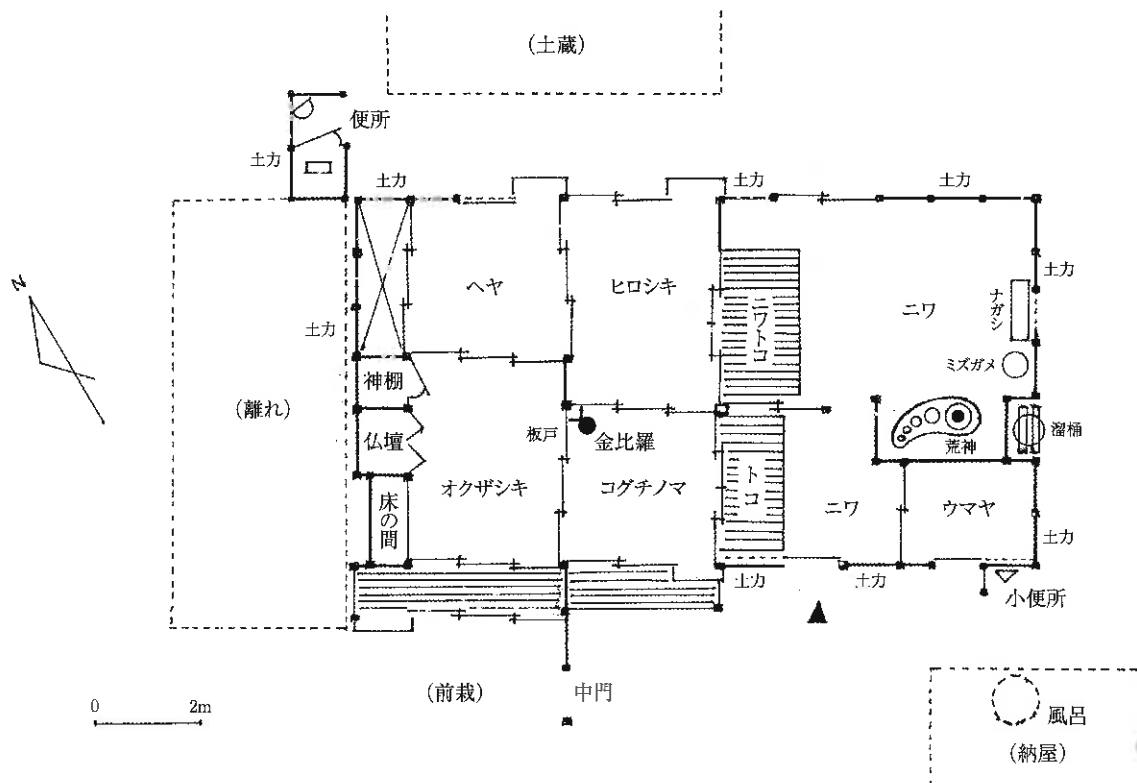 （土蔵）
便所
土力
土力
土力
土力
N
ヘヤ
ヒロシキ
ニワトコ
ニワ
ナガシ
土力
土力
ミズガメ
神棚
（離れ）
仏壇
板戸
金比羅
荒神
溜桶
オクザシキ
コグチノマ
トコ
床の間
ニワ
ウマヤ
土力
土力
土力
小便所
（前栽）
中門
0 2m
風呂
（納屋）